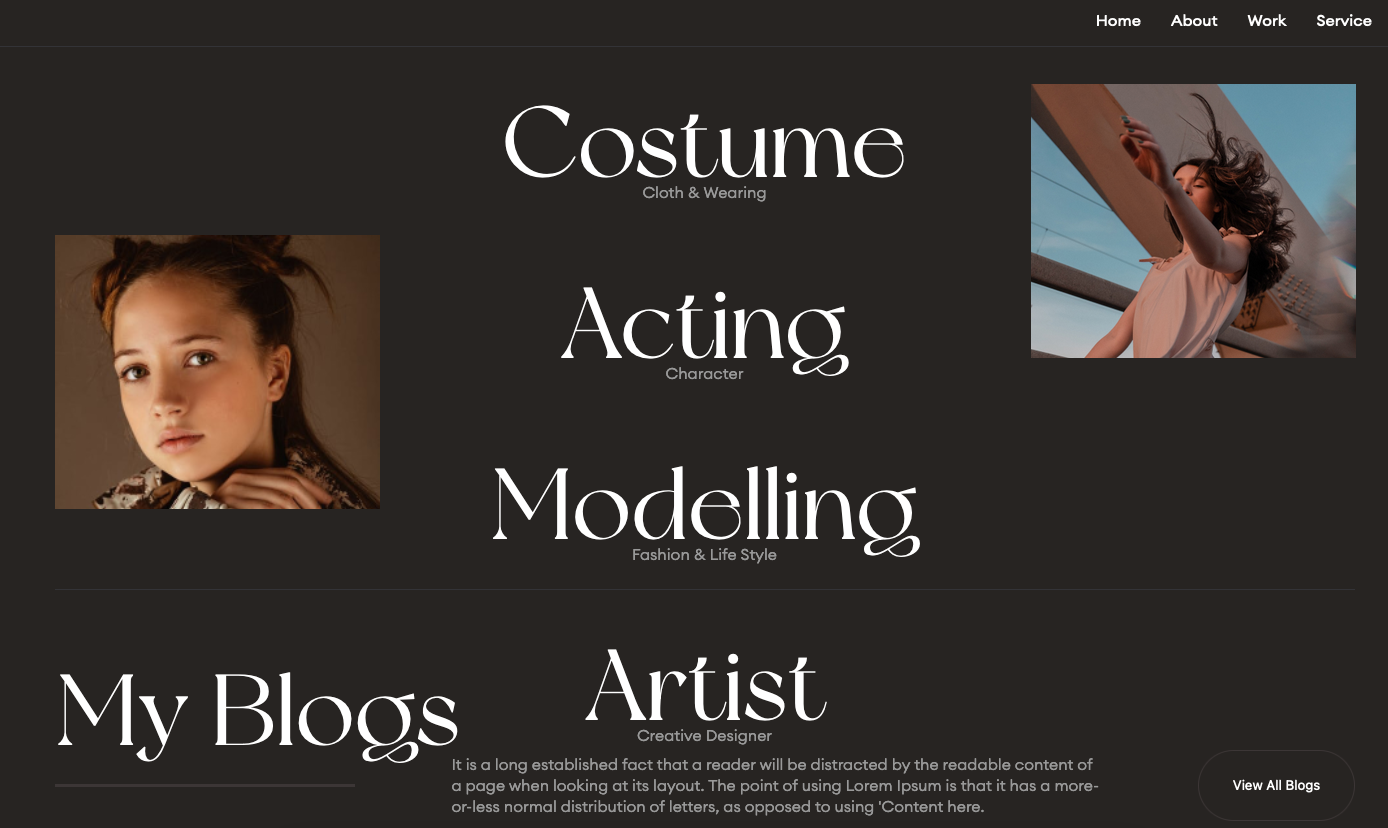 Home About Work Service
Costume
Cloth & Wearing
Acting
Character
Modelling
Fashion & Life Style
Artist
Creative Designer
My Blogs
It is a long established fact that a reader will be distracted by the readable content of
a page when looking at its layout. The point of using Lorem Ipsum is that it has a more-
or-less normal distribution of letters, as opposed to using 'Content here.
View All Blogs